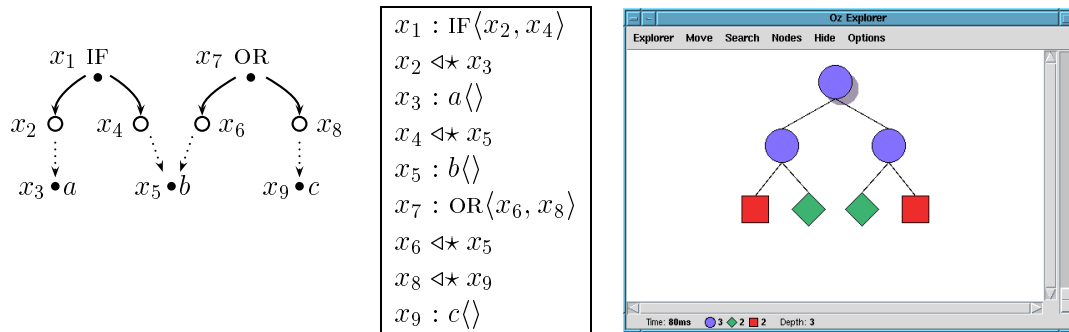 x₁ IF
x₇ OR
x₂
x₄
x₆
x₈
x₃ a
x₅ b
x₉ c
x₁ : IF⟨x₂, x₄⟩
x₂ ◁⋆ x₃
x₃ : a⟨⟩
x₄ ◁⋆ x₅
x₅ : b⟨⟩
x₇ : OR⟨x₆, x₈⟩
x₆ ◁⋆ x₅
x₈ ◁⋆ x₉
x₉ : c⟨⟩
Oz Explorer
Explorer Move Search Nodes Hide Options
Time: 80ms 3 2 2 Depth: 3